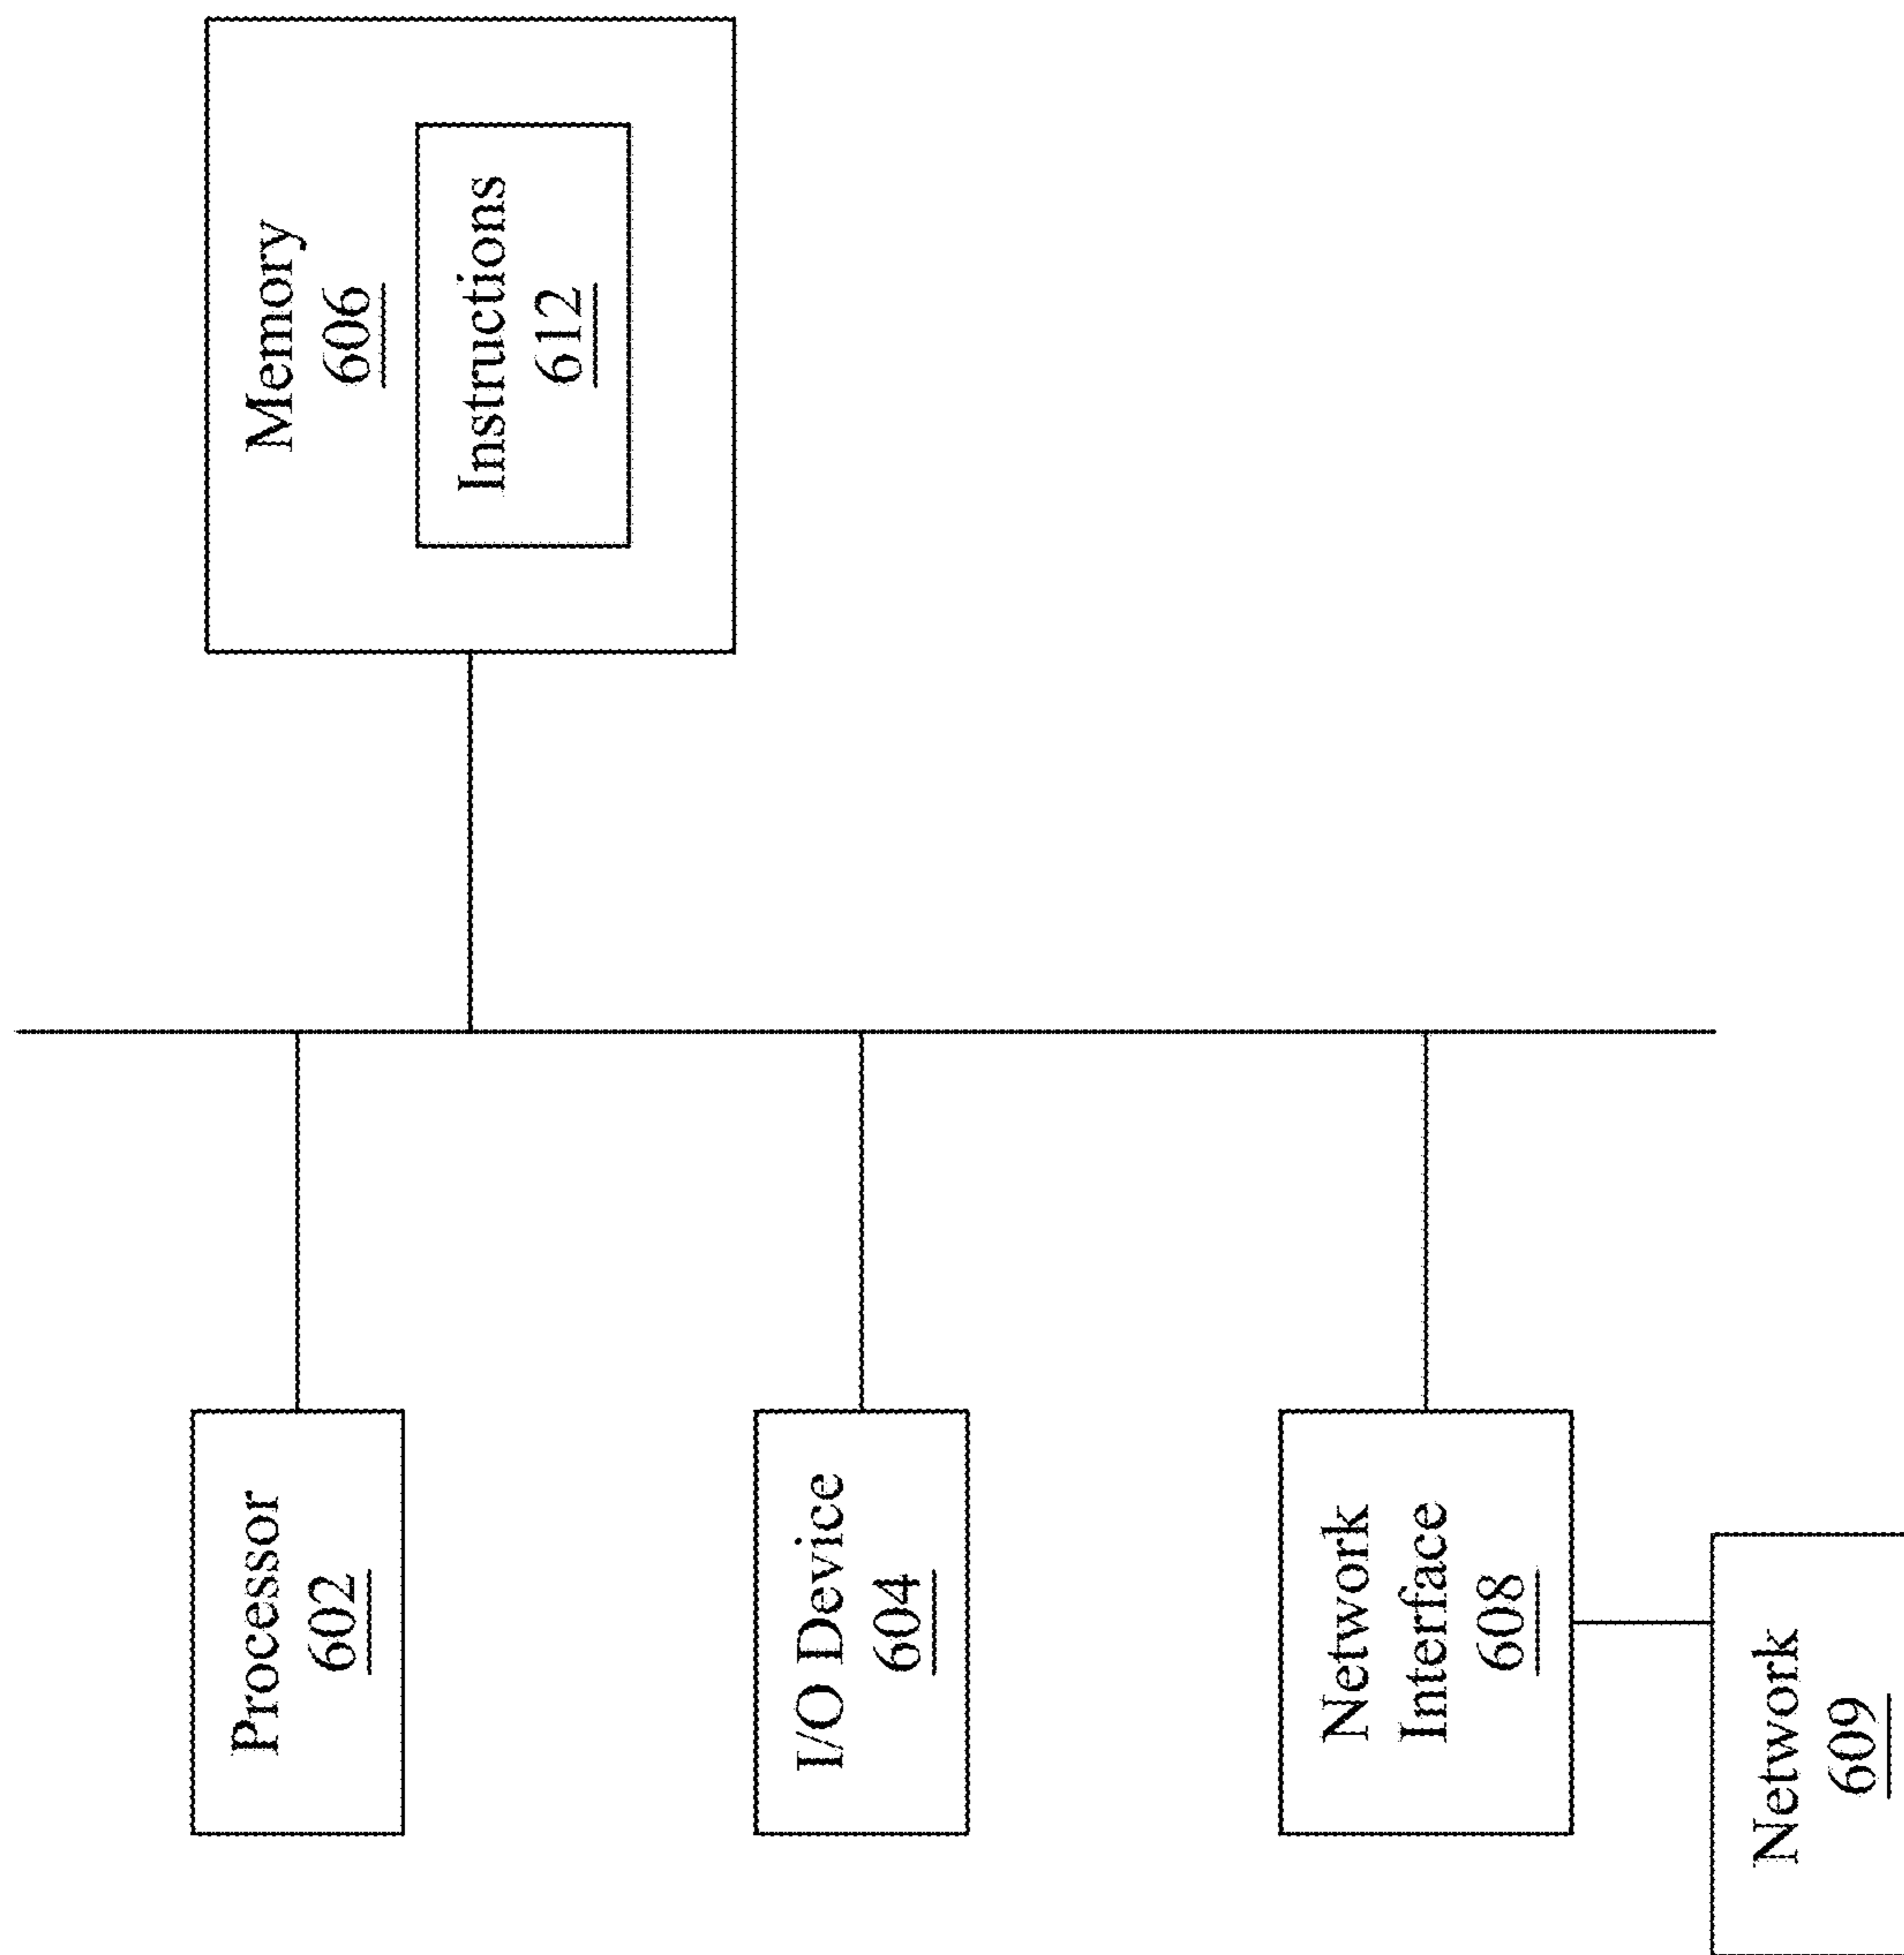 Processor
602
I/O Device
604
Network
Interface
608
Network
609
Memory
606
Instructions
612